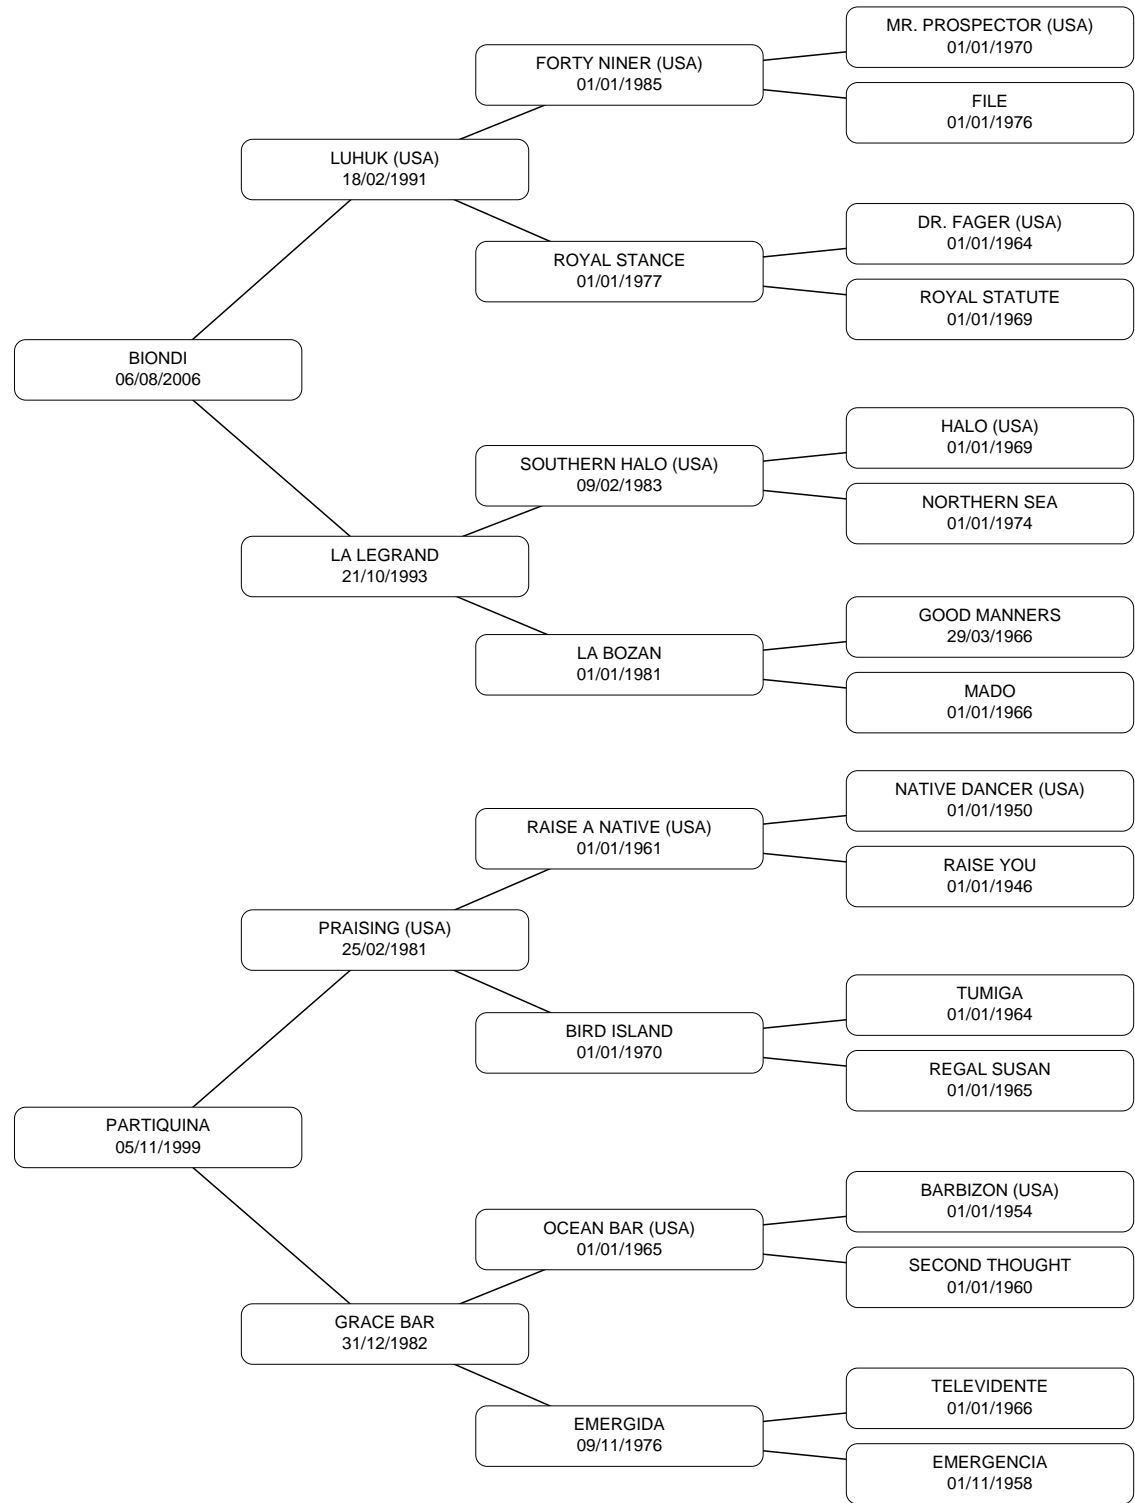 MR. PROSPECTOR (USA)
01/01/1970
FORTY NINER (USA)
01/01/1985
FILE
01/01/1976
LUHUK (USA)
18/02/1991
DR. FAGER (USA)
01/01/1964
ROYAL STANCE
01/01/1977
ROYAL STATUTE
01/01/1969
BIONDI
06/08/2006
HALO (USA)
01/01/1969
SOUTHERN HALO (USA)
09/02/1983
NORTHERN SEA
01/01/1974
LA LEGRAND
21/10/1993
GOOD MANNERS
29/03/1966
LA BOZAN
01/01/1981
MADO
01/01/1966
NATIVE DANCER (USA)
01/01/1950
RAISE A NATIVE (USA)
01/01/1961
RAISE YOU
01/01/1946
PRAISING (USA)
25/02/1981
TUMIGA
01/01/1964
BIRD ISLAND
01/01/1970
REGAL SUSAN
01/01/1965
PARTIQUINA
05/11/1999
BARBIZON (USA)
01/01/1954
OCEAN BAR (USA)
01/01/1965
SECOND THOUGHT
01/01/1960
GRACE BAR
31/12/1982
TELEVIDENTE
01/01/1966
EMERGIDA
09/11/1976
EMERGENCIA
01/11/1958